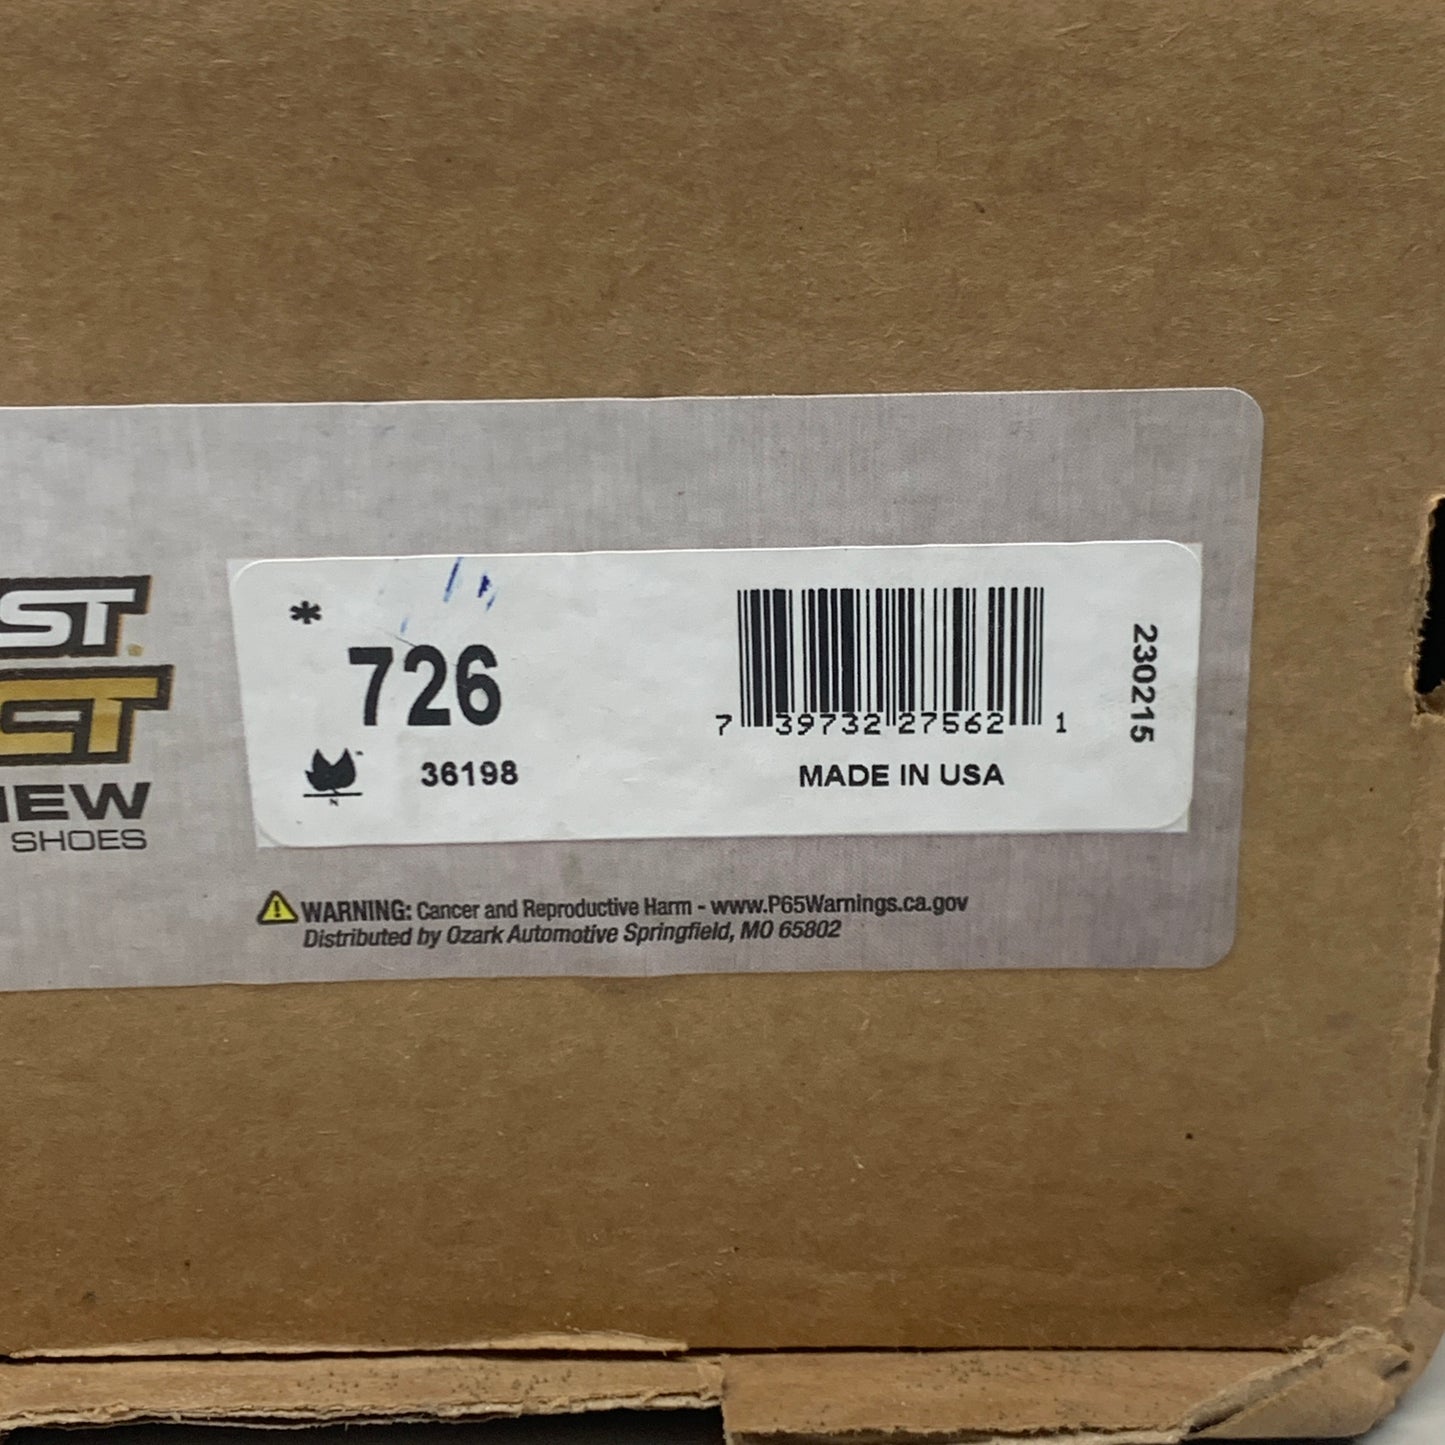 ST
CT
NEW
SHOES
*
726
N
36198
7 39732 27562 1
MADE IN USA
230215
WARNING: Cancer and Reproductive Harm - www.P65Warnings.ca.gov
Distributed by Ozark Automotive Springfield, MO 65802